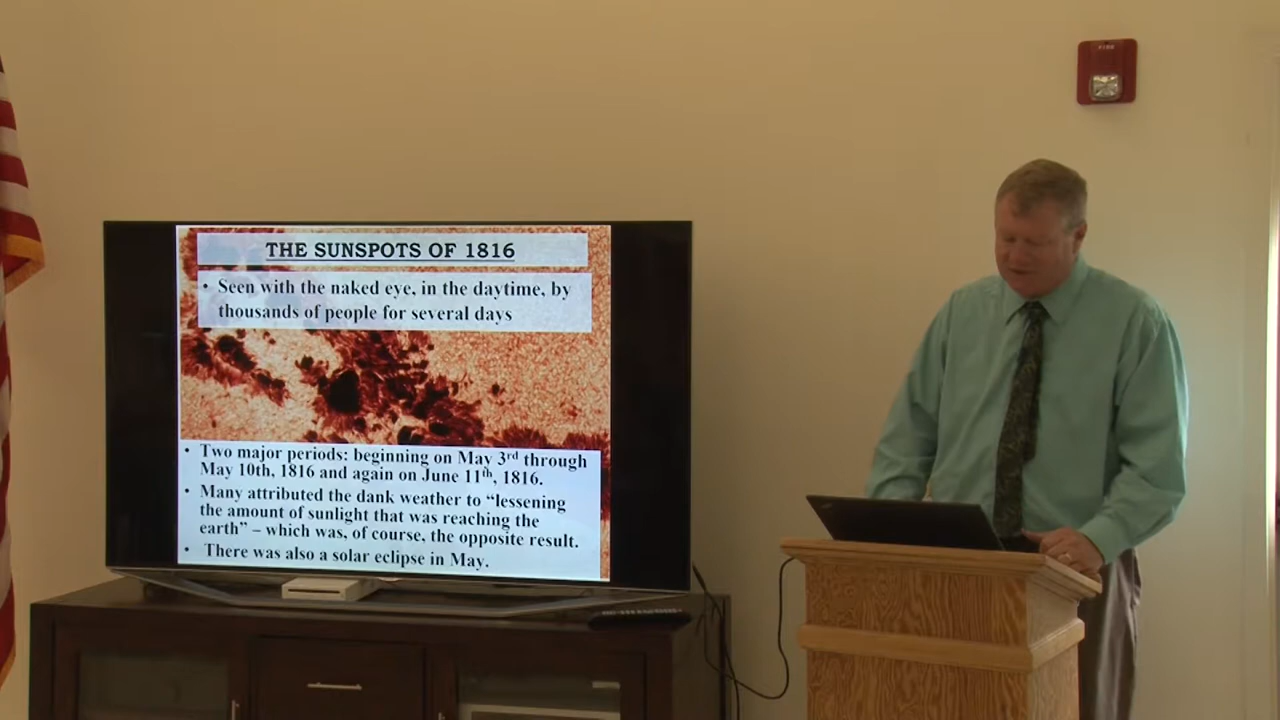 FIRE
THE SUNSPOTS OF 1816
• Seen with the naked eye, in the daytime, by
thousands of people for several days
• Two major periods: beginning on May 3rd through
May 10th, 1816 and again on June 11th, 1816.
• Many attributed the dank weather to “lessening
the amount of sunlight that was reaching the
earth” – which was, of course, the opposite result.
• There was also a solar eclipse in May.